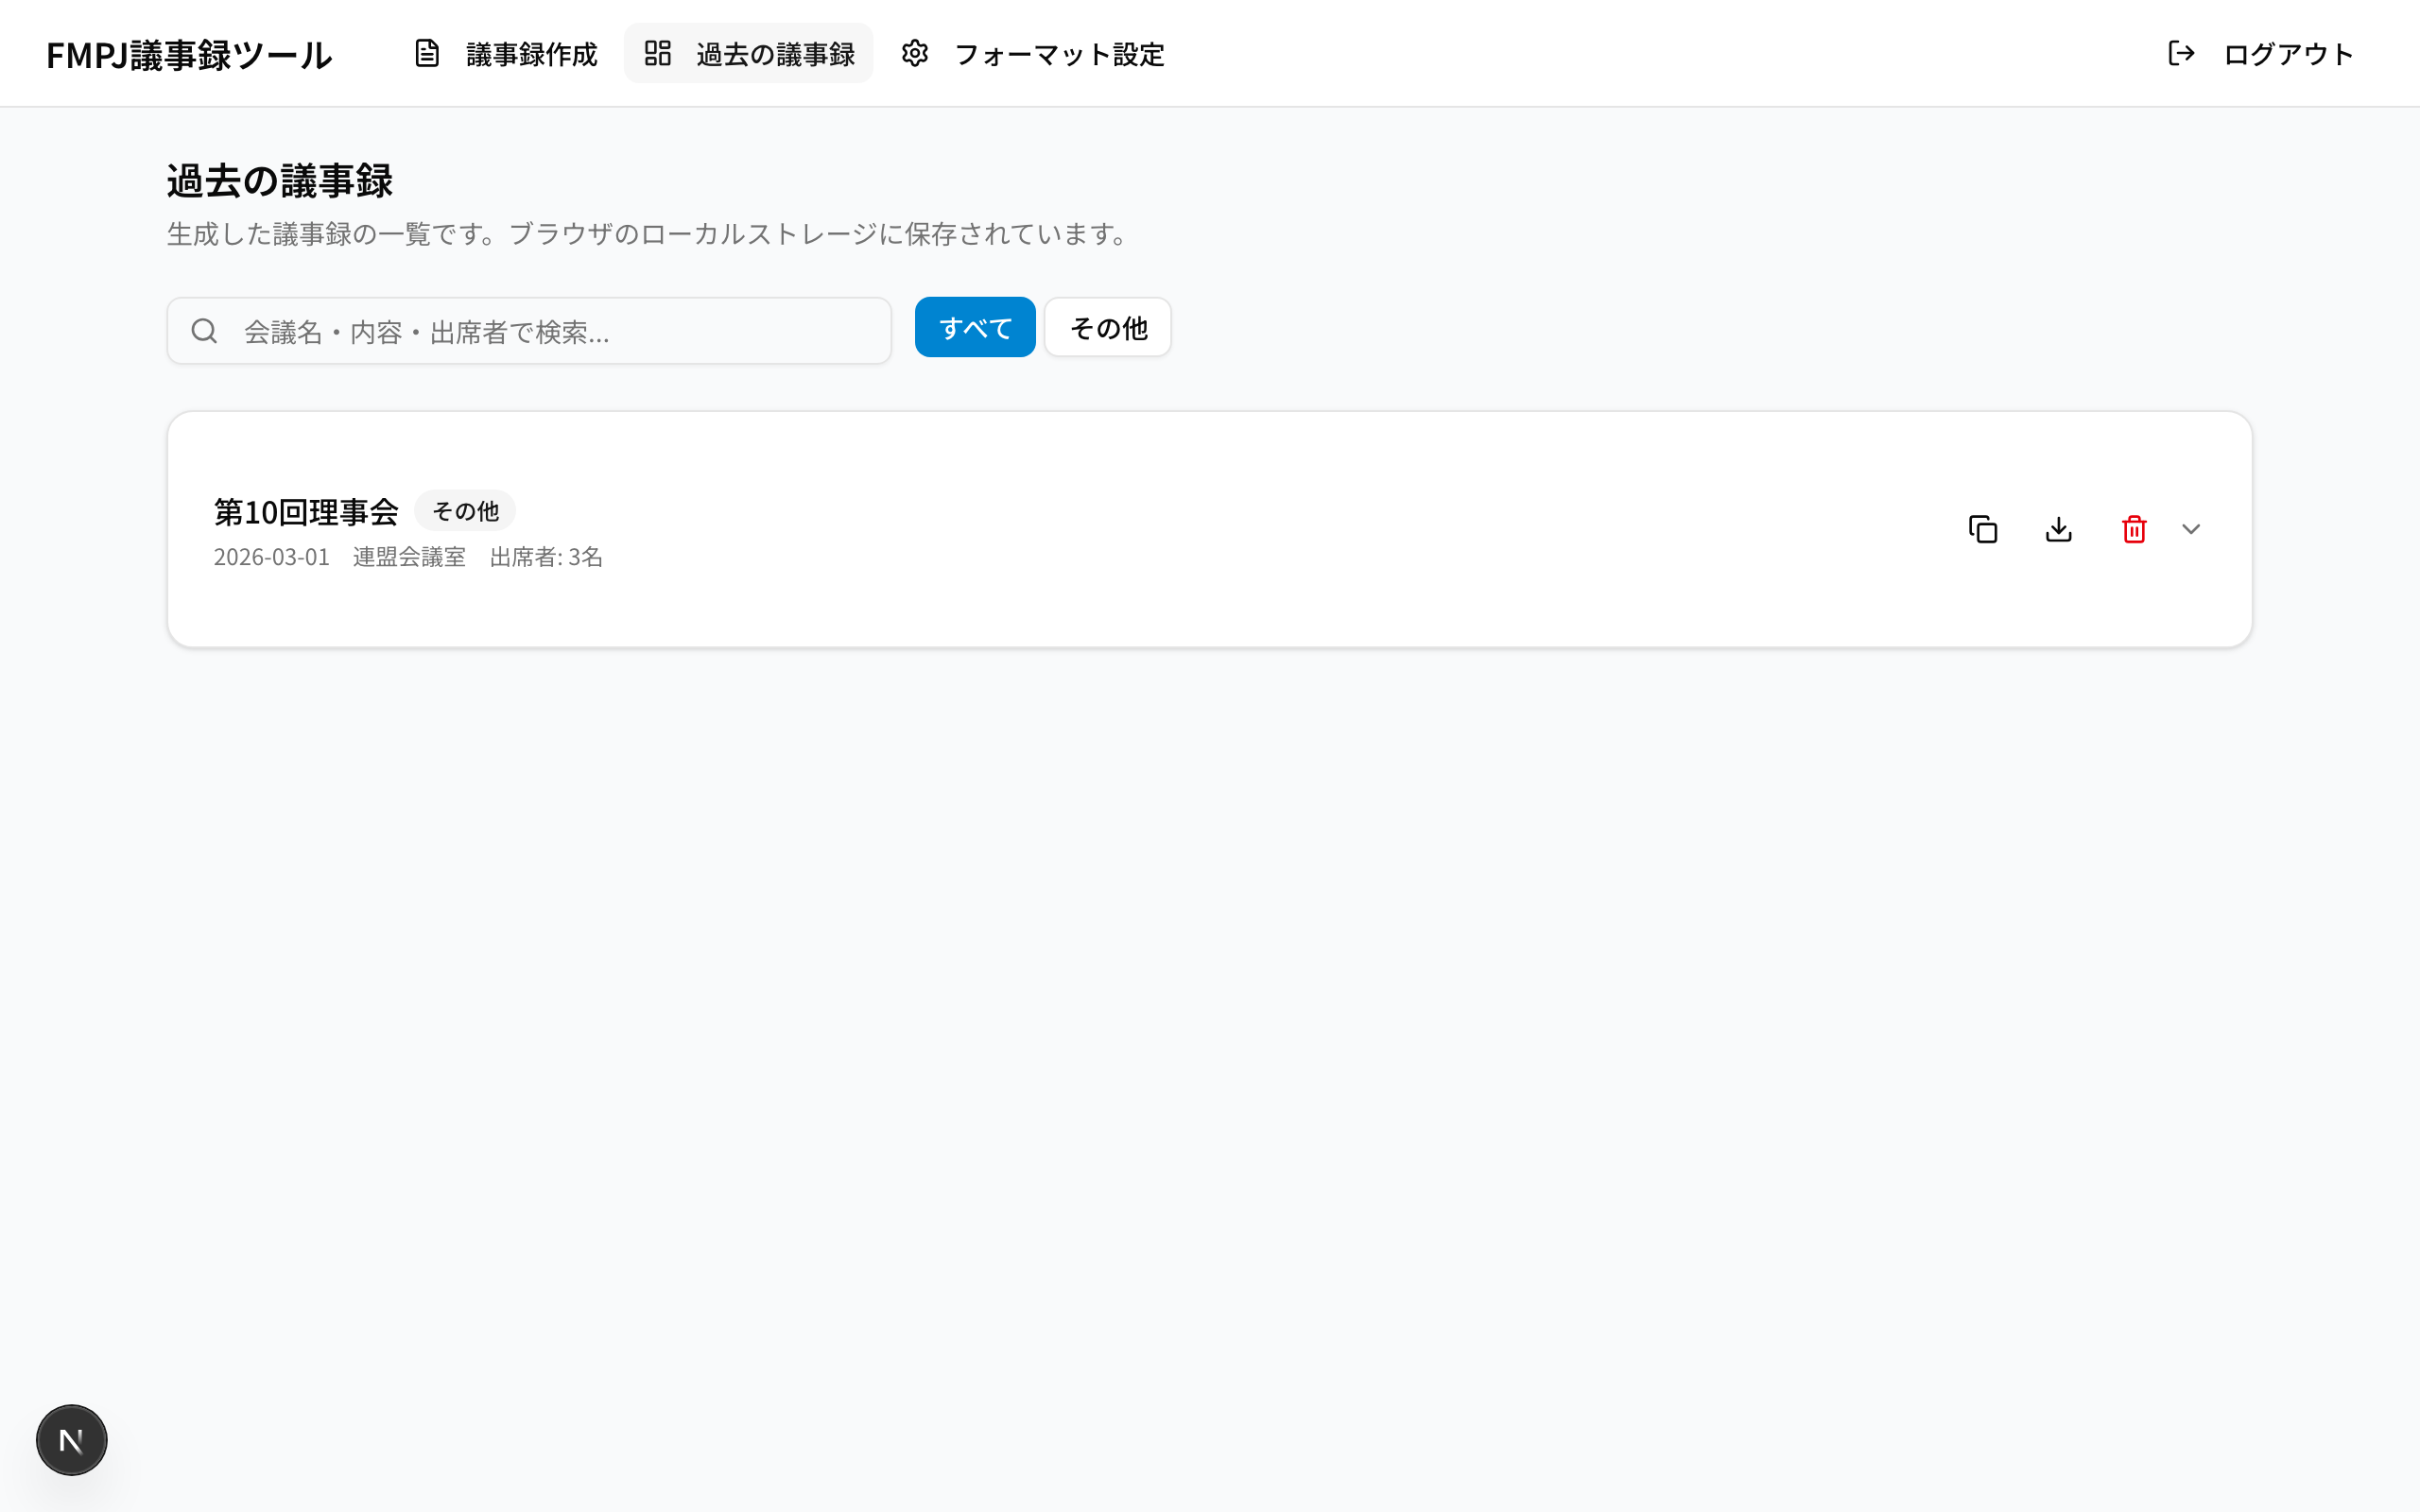 FMPJ議事録ツール 議事録作成 過去の議事録 フォーマット設定 ログアウト
過去の議事録
生成した議事録の一覧です。ブラウザのローカルストレージに保存されています。
会議名・内容・出席者で検索... すべて その他
第10回理事会 その他
2026-03-01 連盟会議室 出席者: 3名
N